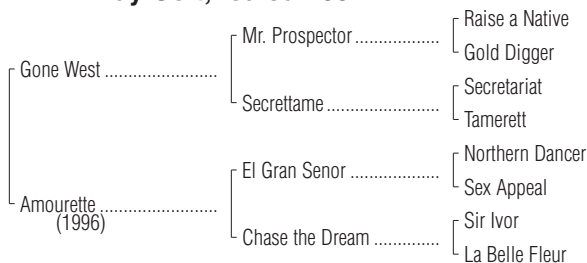 Raise a Native
Mr. Prospector ..................
Gold Digger
Gone West ........................
Secretariat
Secrettame ........................
Tamerett
Northern Dancer
El Gran Senor ...................
Sex Appeal
Amourette .........................
(1996)
Sir Ivor
Chase the Dream ..............
La Belle Fleur